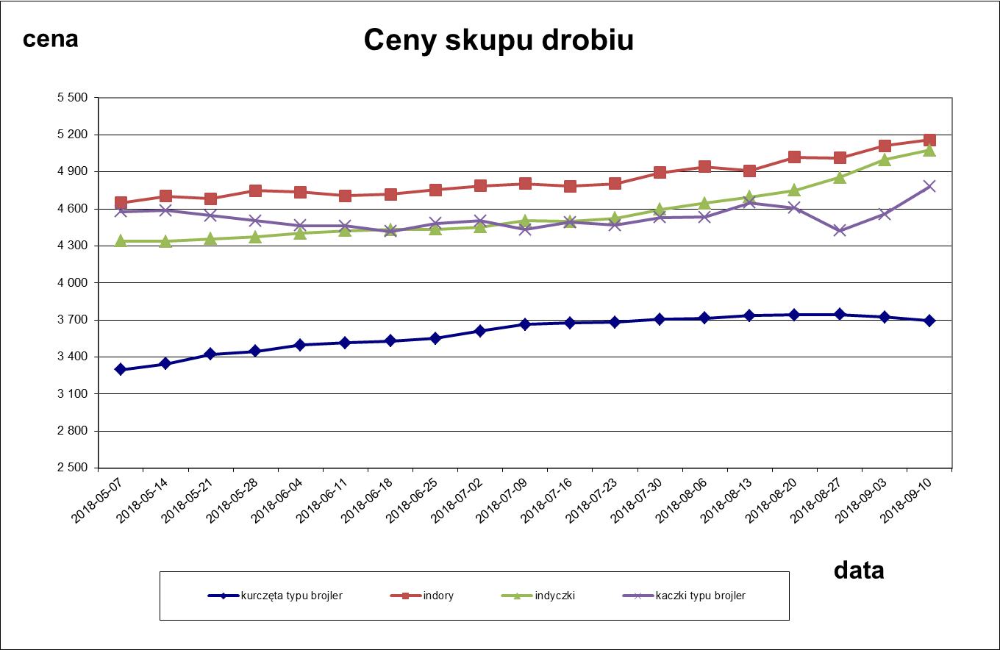 cena
Ceny skupu drobiu
5 500
5 200
4 900
4 600
4 300
4 000
3 700
3 400
3 100
2 800
2 500
2018-05-07 2018-05-14 2018-05-21 2018-05-28 2018-06-04 2018-06-11 2018-06-18 2018-06-25 2018-07-02 2018-07-09 2018-07-16 2018-07-23 2018-07-30 2018-08-06 2018-08-13 2018-08-20 2018-08-27 2018-09-03 2018-09-10
data
kurczęta typu brojler indory indyczki kaczki typu brojler